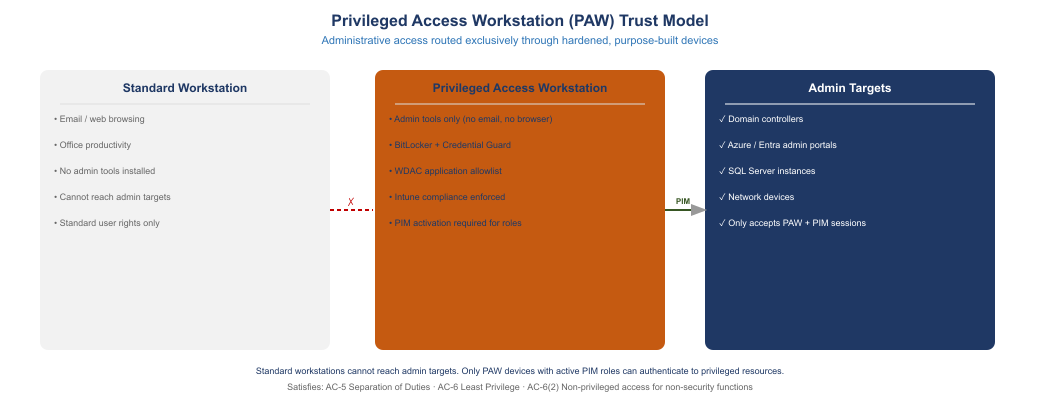 Privileged Access Workstation (PAW) Trust Model
Administrative access routed exclusively through hardened, purpose-built devices
Standard Workstation
• Email / web browsing
• Office productivity
• No admin tools installed
• Cannot reach admin targets
• Standard user rights only
✗
Privileged Access Workstation
• Admin tools only (no email, no browser)
• BitLocker + Credential Guard
• WDAC application allowlist
• Intune compliance enforced
• PIM activation required for roles
PIM
Admin Targets
✓ Domain controllers
✓ Azure / Entra admin portals
✓ SQL Server instances
✓ Network devices
✓ Only accepts PAW + PIM sessions
Standard workstations cannot reach admin targets. Only PAW devices with active PIM roles can authenticate to privileged resources.
Satisfies: AC-5 Separation of Duties · AC-6 Least Privilege · AC-6(2) Non-privileged access for non-security functions